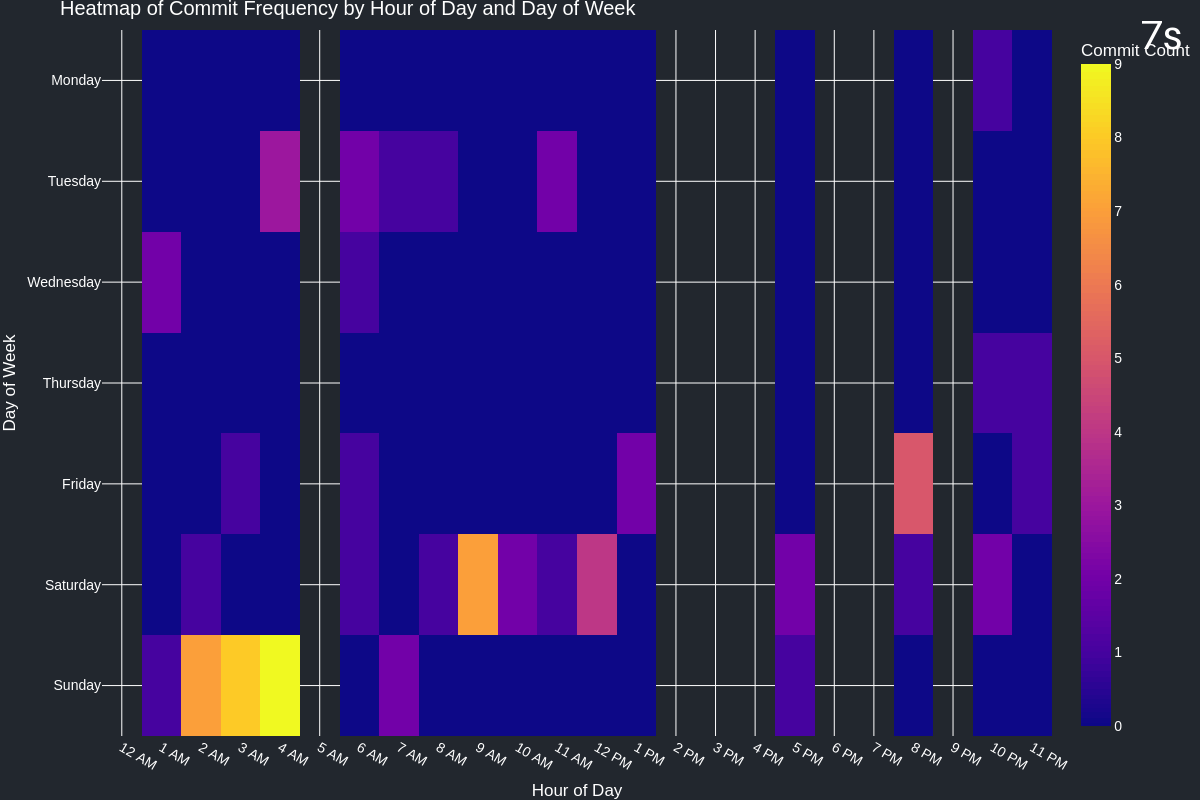 Heatmap of Commit Frequency by Hour of Day and Day of Week
7s
Commit Count
9
8
7
6
5
4
3
2
1
0
Day of Week
Monday
Tuesday
Wednesday
Thursday
Friday
Saturday
Sunday
12 AM
1 AM
2 AM
3 AM
4 AM
5 AM
6 AM
7 AM
8 AM
9 AM
10 AM
11 AM
12 PM
1 PM
2 PM
3 PM
4 PM
5 PM
6 PM
7 PM
8 PM
9 PM
10 PM
11 PM
Hour of Day